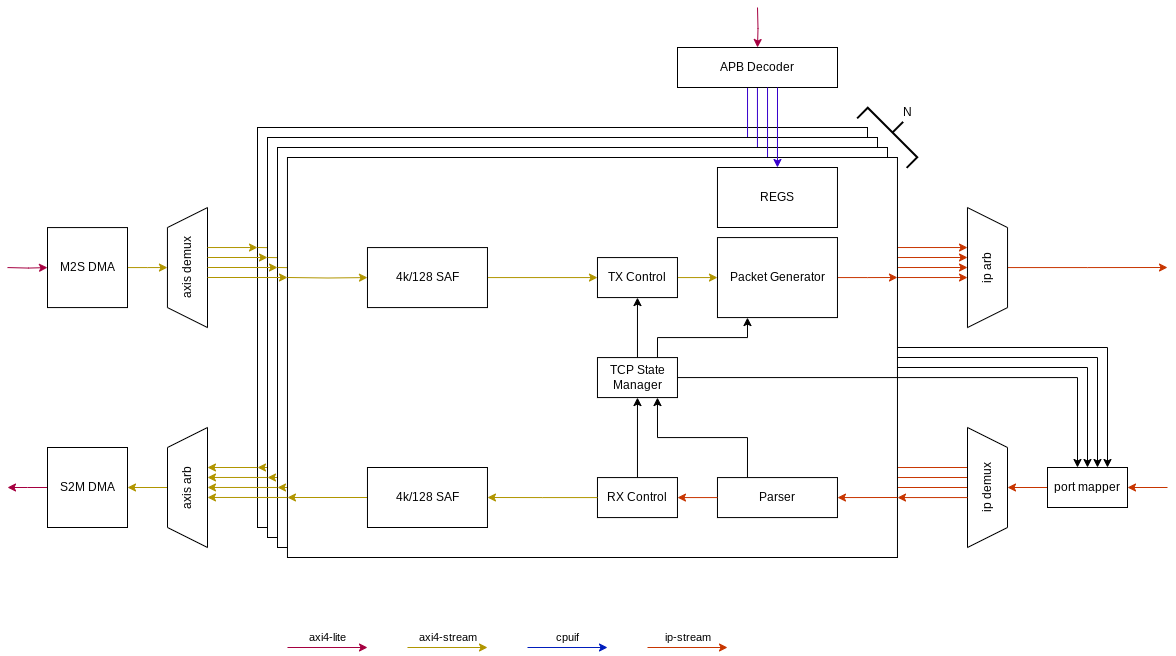 N
APB Decoder
REGS
M2S DMA
axis demux
4k/128 SAF
TX Control
Packet Generator
ip arb
TCP State
Manager
S2M DMA
axis arb
4k/128 SAF
RX Control
Parser
ip demux
port mapper
axi4-lite
axi4-stream
cpuif
ip-stream